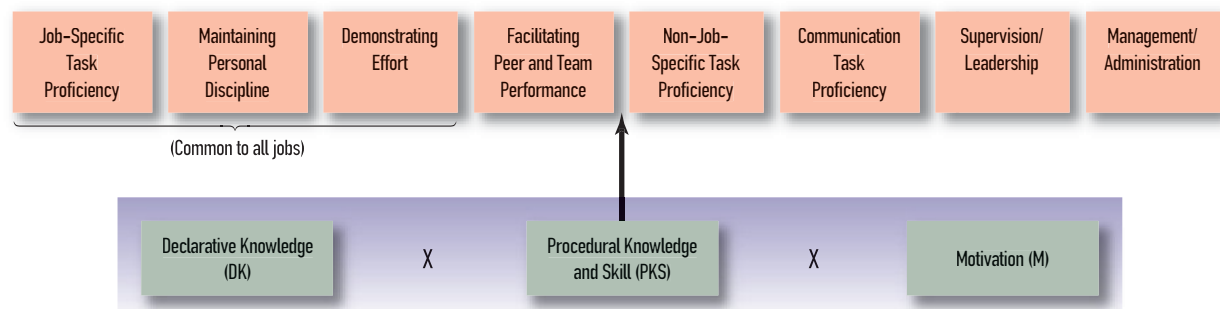 Job-Specific
Task
Proficiency
Maintaining
Personal
Discipline
Demonstrating
Effort
Facilitating
Peer and Team
Performance
Non-Job-
Specific Task
Proficiency
Communication
Task
Proficiency
Supervision/
Leadership
Management/
Administration
(Common to all jobs)
Declarative Knowledge
(DK)
X
Procedural Knowledge
and Skill (PKS)
X
Motivation (M)